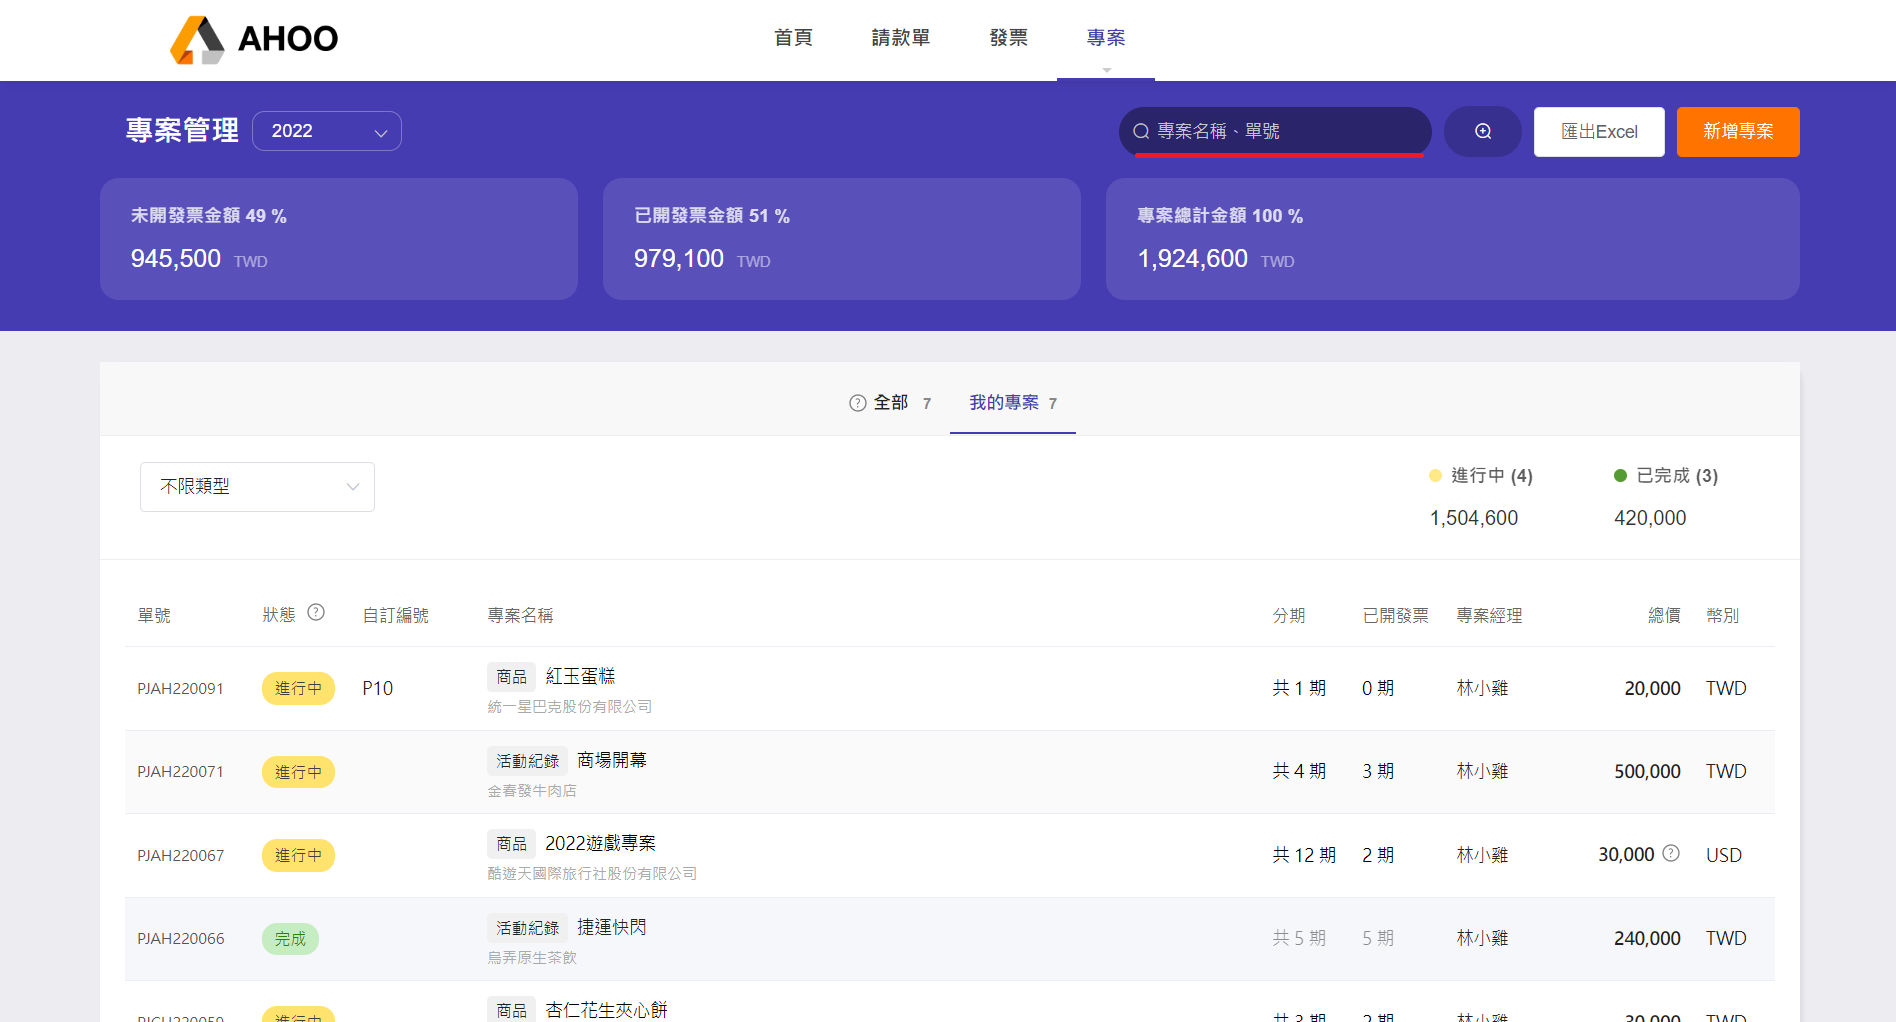 AHOO
首頁 請款單 發票 專案
專案管理 2022 專案名稱、單號 匯出Excel 新增專案
未開發票金額 49 % 已開發票金額 51 % 專案總計金額 100 %
945,500 TWD 979,100 TWD 1,924,600 TWD
全部 7 我的專案 7
不限類型 進行中 (4) 已完成 (3)
1,504,600 420,000
單號 狀態 自訂編號 專案名稱 分期 已開發票 專案經理 總價 幣別
PJAH220091 進行中 P10 商品 紅玉蛋糕 共 1 期 0 期 林小雞 20,000 TWD
統一星巴克股份有限公司
PJAH220071 進行中 活動紀錄 商場開幕 共 4 期 3 期 林小雞 500,000 TWD
金春發牛肉店
PJAH220067 進行中 商品 2022遊戲專案 共 12 期 2 期 林小雞 30,000 USD
酷遊天國際旅行社股份有限公司
PJAH220066 完成 活動紀錄 捷運快閃 共 5 期 5 期 林小雞 240,000 TWD
烏弄原生茶飲
進行中 商品 杏仁花生夾心餅 共 3 期 2 期 林小雞 30,000 TWD